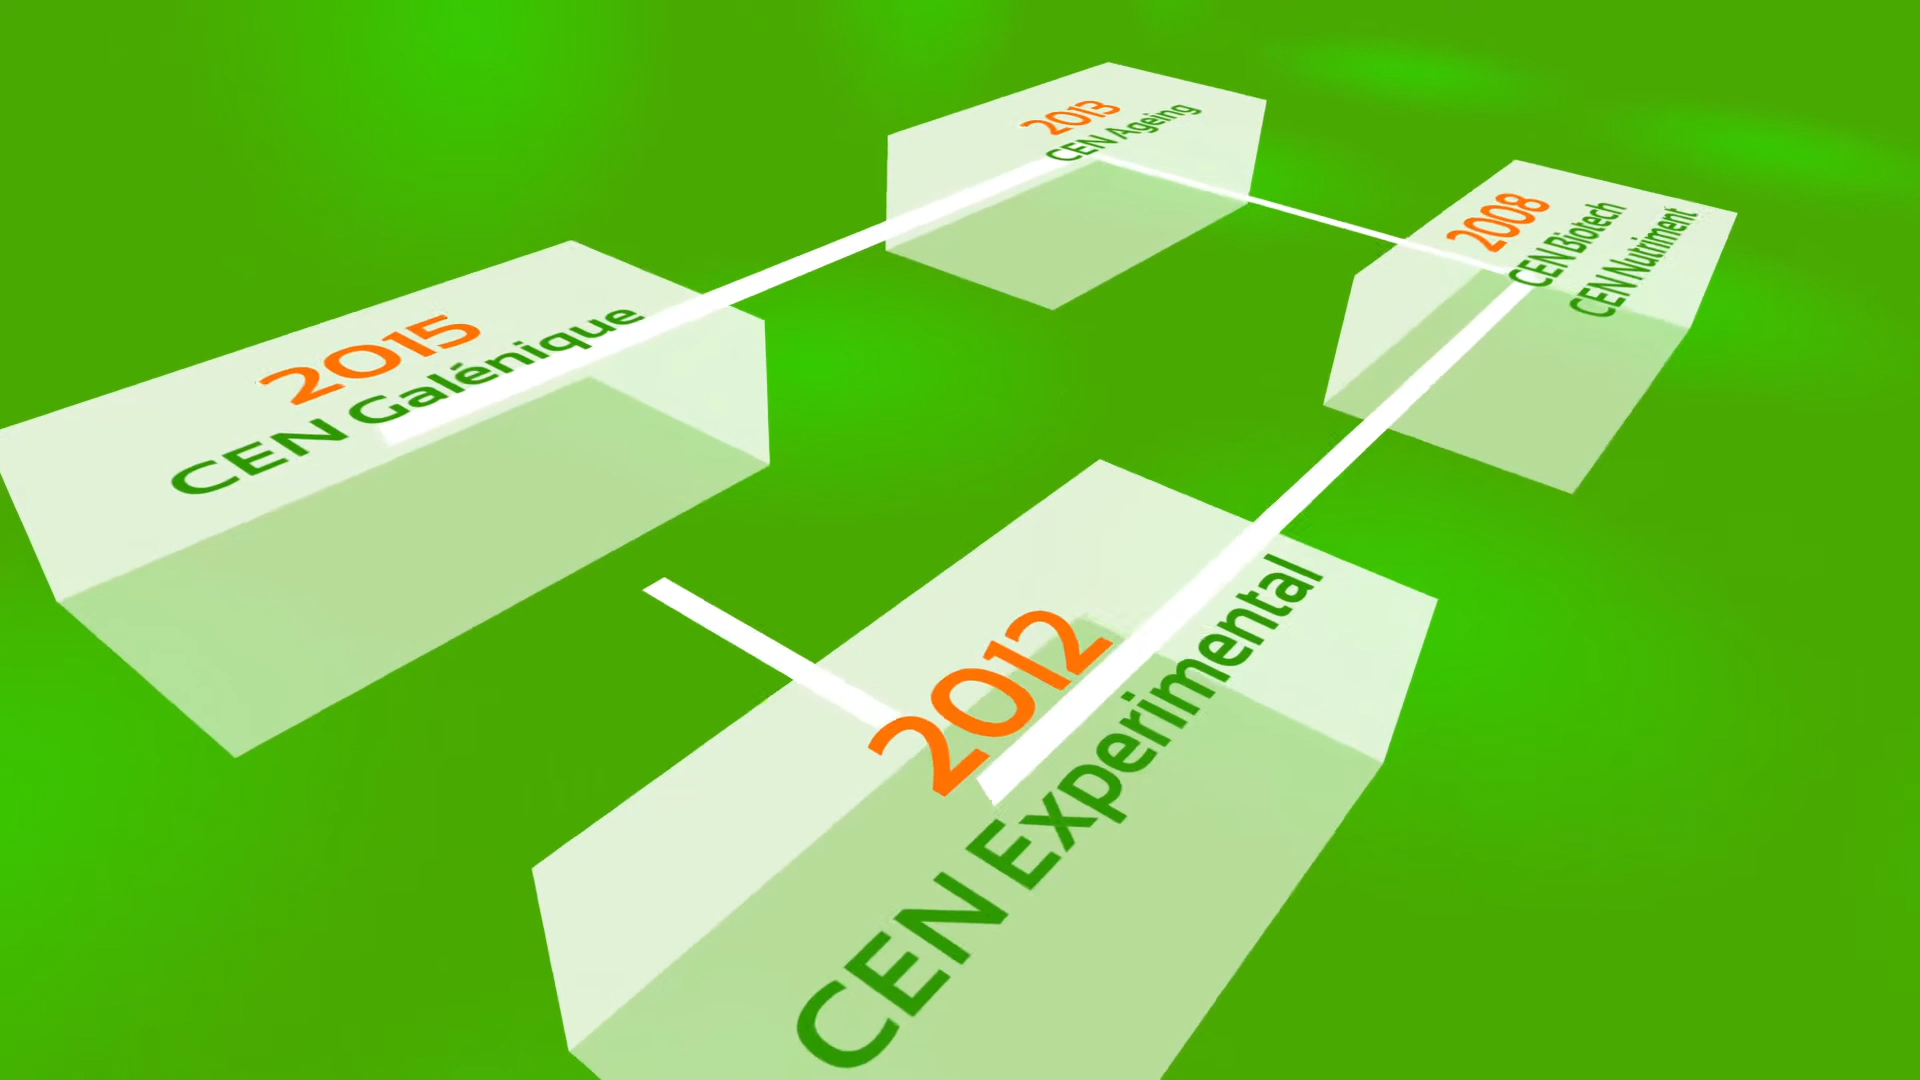 2013
CEN Ageing
2008
CEN Biotech
CEN Nutriment
2015
CEN Galénique
2012
CEN Experimental